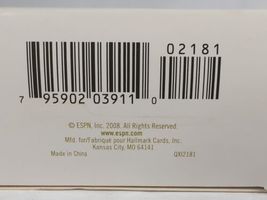 02181
7 95902 03911 0
© ESPN, Inc. 2008. All Rights Reserved.
www.espn.com
Mfd. for/Fabriqué pour Hallmark Cards, Inc.
Kansas City, MO 64141.
Made in China QXI2181